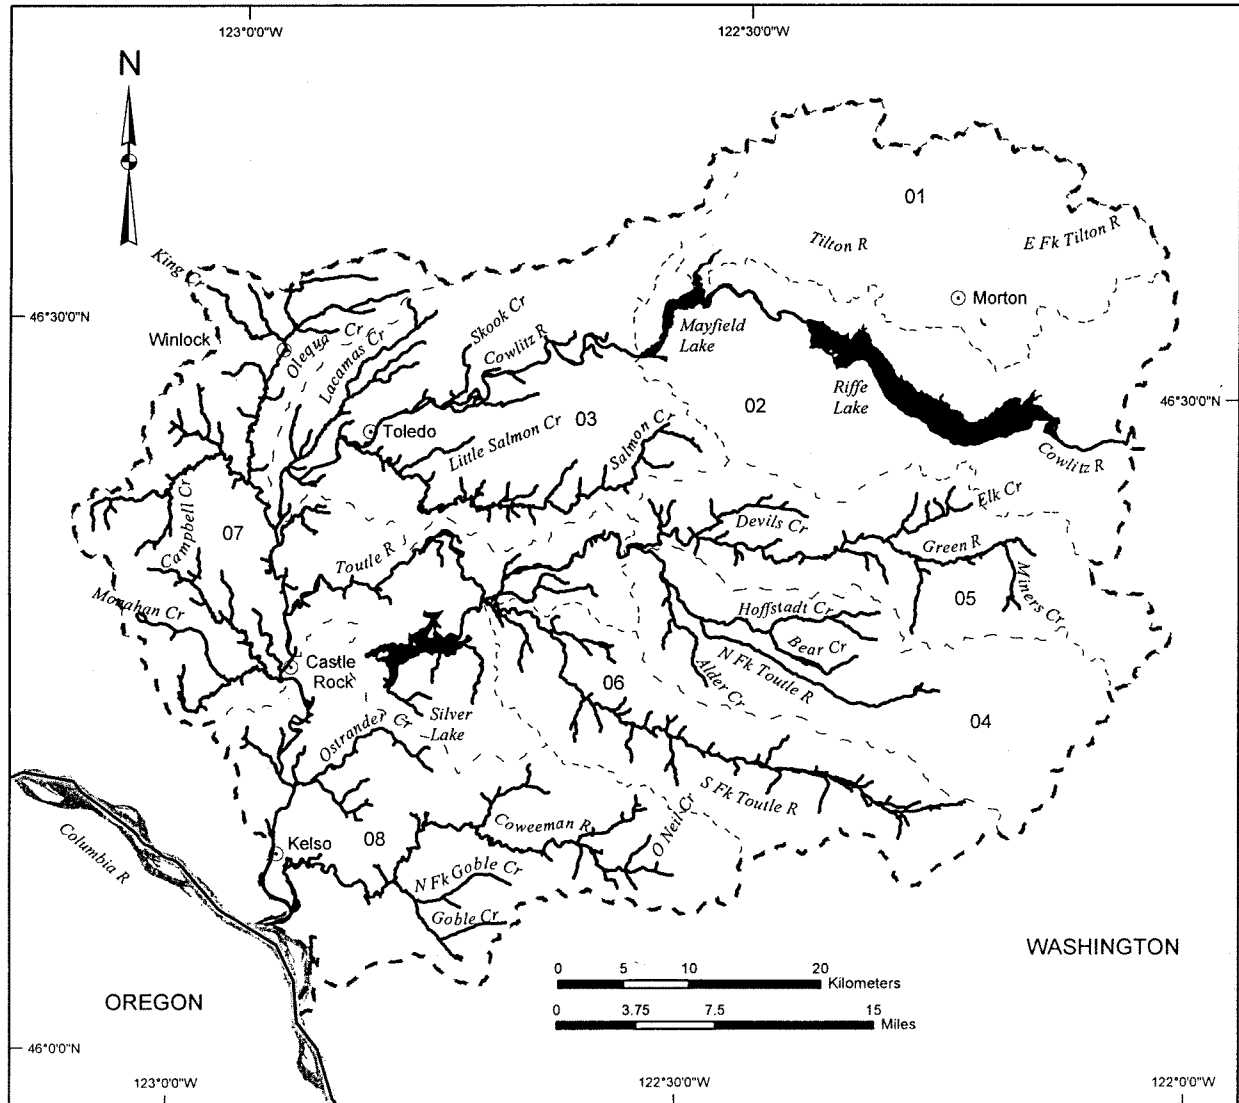 123°0'0"W
122°30'0"W
N
01
Tilton R
E Fk Tilton R
King Cr
Morton
46°30'0"N
Winlock
Olequa Cr
Lacamas Cr
Skook Cr
Cowlitz R
Mayfield
Lake
Riffe
Lake
46°30'0"N
02
03
Toledo
Little Salmon Cr
Salmon Cr
Cowlitz R
Campbell Cr
07
Elk Cr
Devils Cr
Green R
Toutle R
Miners Cr
05
Monahan Cr
Hoffstadt Cr
Bear Cr
Castle
Rock
N Fk Toutle R
Alder Cr
06
04
Silver
Lake
Ostrander Cr
S Fk Toutle R
Columbia R
Kelso
08
Coweeman R
O Neil Cr
N Fk Goble Cr
Goble Cr
WASHINGTON
OREGON
0 5 10 20
Kilometers
0 3.75 7.5 15
Miles
46°0'0"N
123°0'0"W
122°30'0"W
122°0'0"W